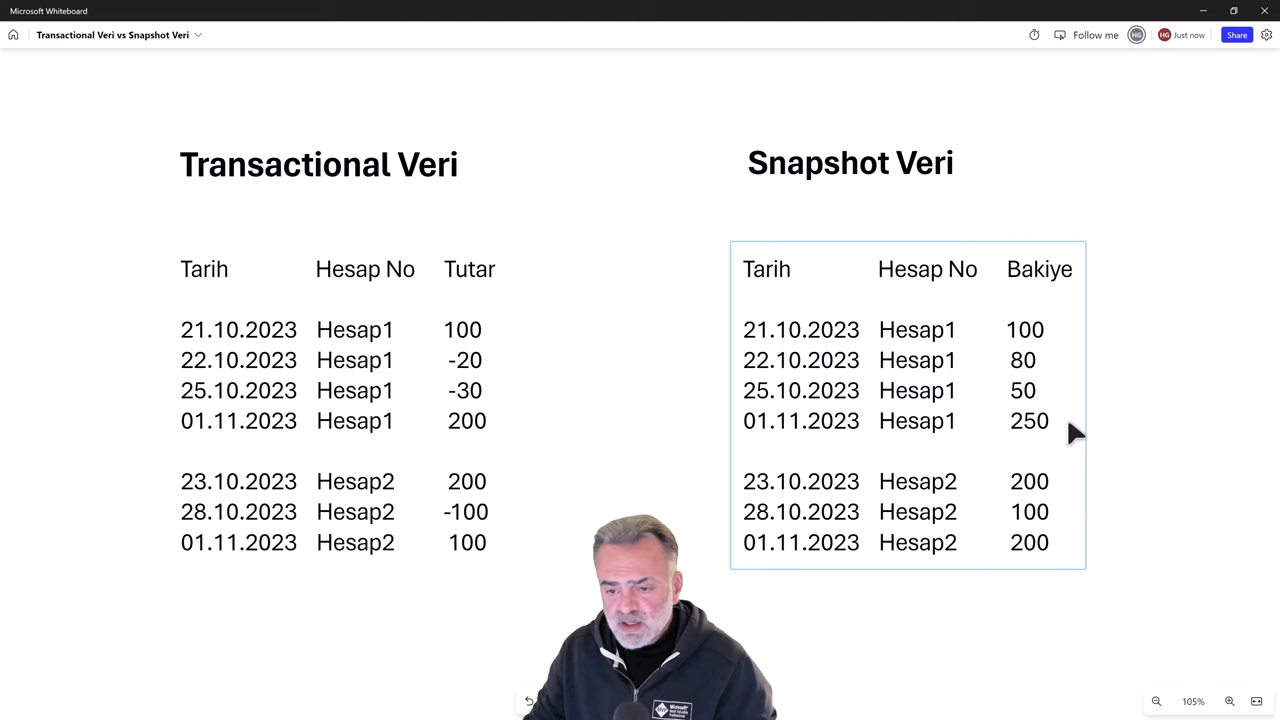 Microsoft Whiteboard
Transactional Veri vs Snapshot Veri
Follow me
HG
HG
Just now
Share
Transactional Veri
Tarih Hesap No Tutar
21.10.2023 Hesap1 100
22.10.2023 Hesap1 -20
25.10.2023 Hesap1 -30
01.11.2023 Hesap1 200
23.10.2023 Hesap2 200
28.10.2023 Hesap2 -100
01.11.2023 Hesap2 100
Snapshot Veri
Tarih Hesap No Bakiye
21.10.2023 Hesap1 100
22.10.2023 Hesap1 80
25.10.2023 Hesap1 50
01.11.2023 Hesap1 250
23.10.2023 Hesap2 200
28.10.2023 Hesap2 100
01.11.2023 Hesap2 200
Microsoft
Professional
105%